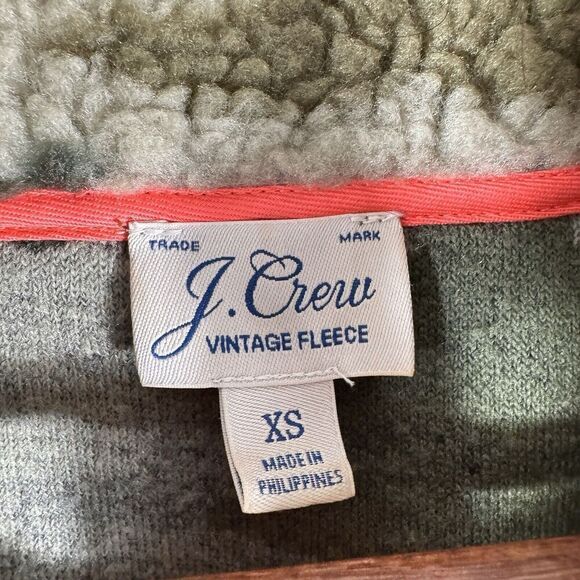 TRADE MARK
J.Crew
VINTAGE FLEECE
XS
MADE IN
PHILIPPINES